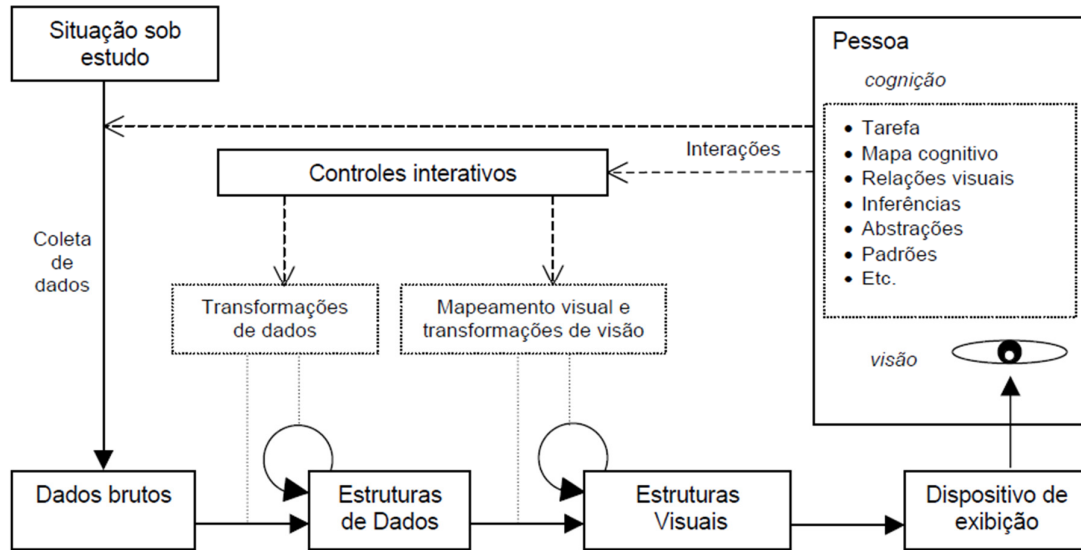 Situação sob
estudo
Pessoa
cognição
• Tarefa
• Mapa cognitivo
• Relações visuais
• Inferências
• Abstrações
• Padrões
• Etc.
Interações
Controles interativos
Coleta
de
dados
Transformações
de dados
Mapeamento visual e
transformações de visão
visão
Dados brutos
Estruturas
de Dados
Estruturas
Visuais
Dispositivo de
exibição